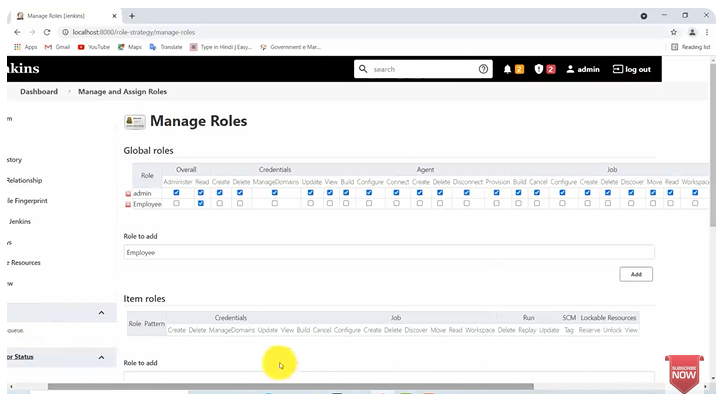 Manage Roles [Jenkins]
localhost:8080/role-strategy/manage-roles
Apps Gmail YouTube Maps Translate Type in Hindi | Easy... Government e Mar... Reading list
kins search 2 2 admin log out
Dashboard Manage and Assign Roles
Manage Roles
Global roles
Role Overall Credentials Agent Job
Administer Read Create Delete ManageDomains Update View Build Configure Connect Create Delete Disconnect Provision Build Cancel Configure Create Delete Discover Move Read Workspace
admin
Employee
story
Relationship
le Fingerprint
Jenkins
e Resources
Role to add
Employee
Add
Item roles
Role Pattern Credentials Job Run SCM Lockable Resources
Create Delete ManageDomains Update View Build Cancel Configure Create Delete Discover Move Read Workspace Delete Replay Update Tag Reserve Unlock View
queue.
or Status
Role to add
SUBSCRIBE
NOW